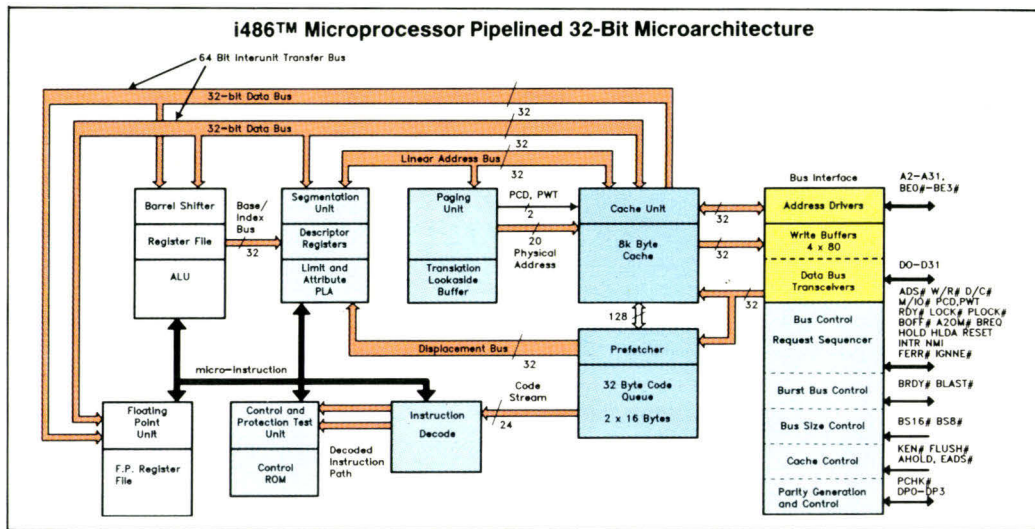 i486™ Microprocessor Pipelined 32-Bit Microarchitecture
64 Bit Interunit Transfer Bus
32-bit Data Bus
32
32-bit Data Bus
32
Linear Address Bus
32
32
Barrel Shifter
Register File
ALU
Base/
Index
Bus
32
Segmentation
Unit
Descriptor
Registers
Limit and
Attribute
PLA
Paging
Unit
Translation
Lookaside
Buffer
PCD, PWT
2
20
Physical
Address
Cache Unit
8k Byte
Cache
32
32
32
128
Bus Interface
Address Drivers
Write Buffers
4 x 80
Data Bus
Transceivers
Bus Control
Request Sequencer
Burst Bus Control
Bus Size Control
Cache Control
Parity Generation
and Control
A2-A31,
BE0#-BE3#
D0-D31
ADS# W/R# D/C#
M/IO# PCD,PWT
RDY# LOCK# PLOCK#
BOFF# A20M# BREQ
HOLD HLDA RESET
INTR NMI
FERR# IGNNE#
BRDY# BLAST#
BS16# BS8#
KEN# FLUSH#
AHOLD, EADS#
PCHK#
DP0-DP3
Displacement Bus
32
Prefetcher
32 Byte Code
Queue
2 x 16 Bytes
micro-instruction
Code
Stream
24
Floating
Point
Unit
F.P. Register
File
Control and
Protection Test
Unit
Control
ROM
Decoded
Instruction
Path
Instruction
Decode